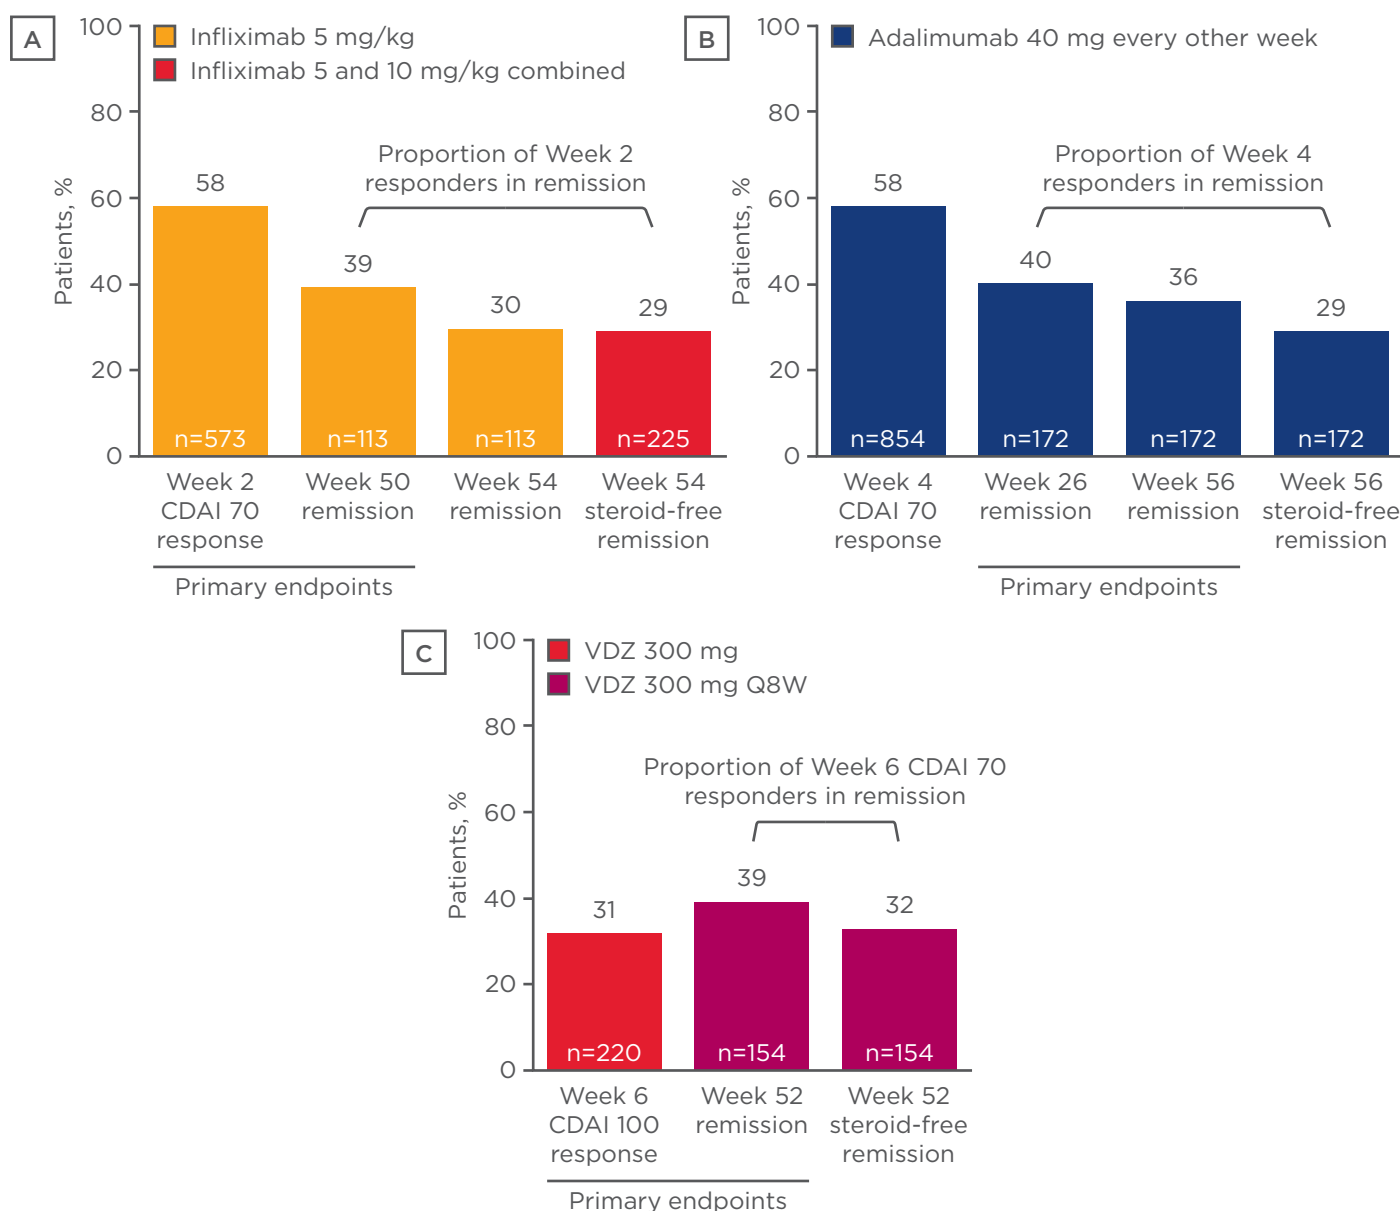 A
Infliximab 5 mg/kg
Infliximab 5 and 10 mg/kg combined
Patients, %
100
80
60
40
20
0
Proportion of Week 2
responders in remission
58
39
30
29
n=573
n=113
n=113
n=225
Week 2
CDAI 70
response
Week 50
remission
Week 54
remission
Week 54
steroid-free
remission
Primary endpoints
B
Adalimumab 40 mg every other week
Patients, %
100
80
60
40
20
0
Proportion of Week 4
responders in remission
58
40
36
29
n=854
n=172
n=172
n=172
Week 4
CDAI 70
response
Week 26
remission
Week 56
remission
Week 56
steroid-free
remission
Primary endpoints
C
VDZ 300 mg
VDZ 300 mg Q8W
Patients, %
100
80
60
40
20
0
Proportion of Week 6 CDAI 70
responders in remission
31
39
32
n=220
n=154
n=154
Week 6
CDAI 100
response
Week 52
remission
Week 52
steroid-free
remission
Primary endpoints